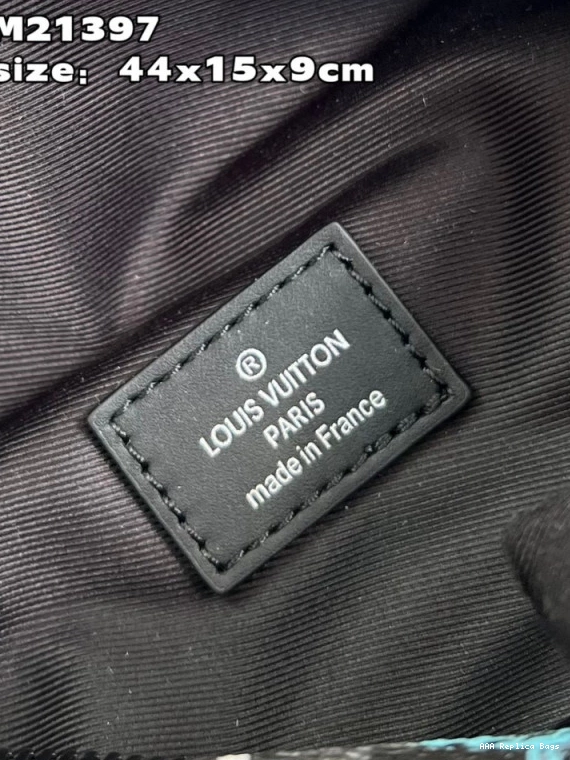 M21397
size：44x15x9cm
®
LOUIS VUITTON
PARIS
made in France
AAA Replica Bags